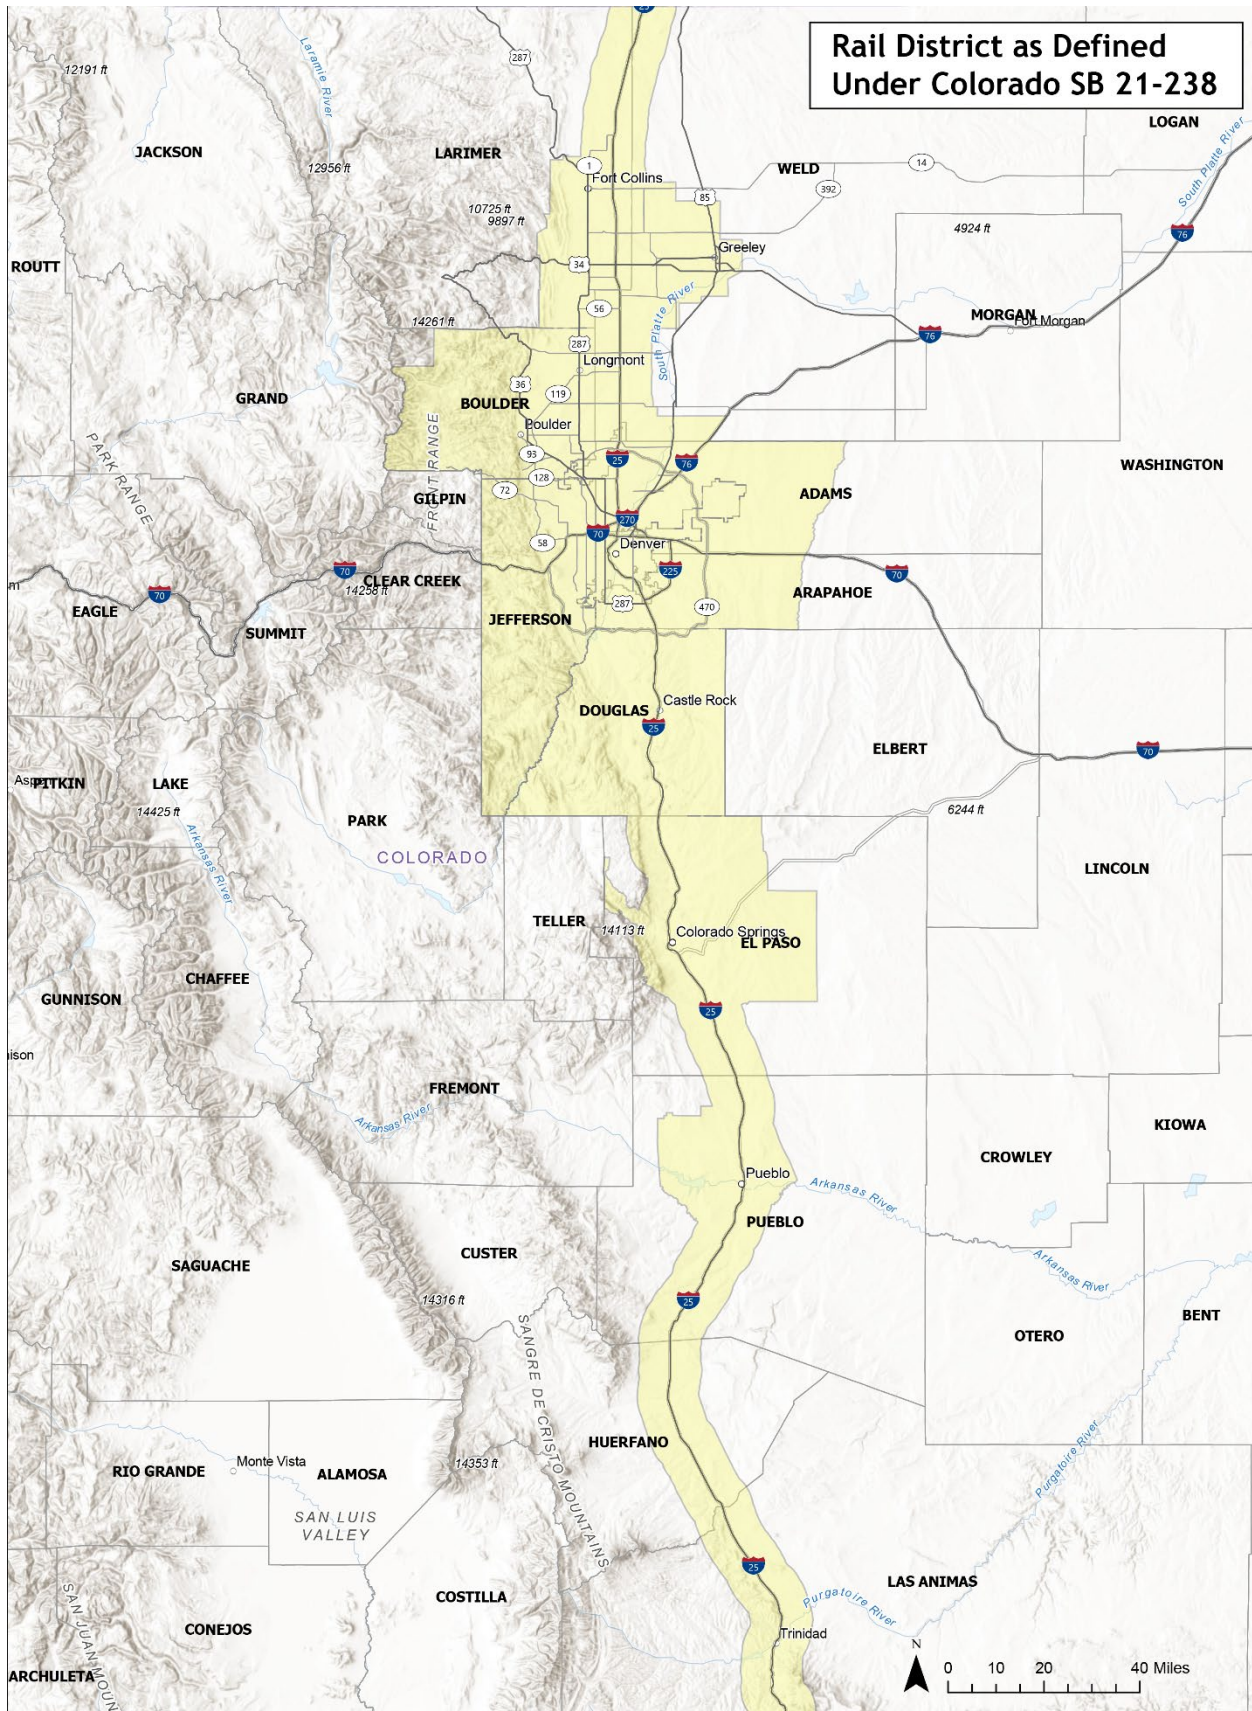 Rail District as Defined
Under Colorado SB 21-238
25
287
Laramie River
12191 ft
LOGAN
JACKSON
LARIMER
12956 ft
1
Fort Collins
WELD
14
392
South Platte River
85
10725 ft
9897 ft
4924 ft
76
Greeley
ROUTT
34
56
South Platte River
14261 ft
MORGAN
Fort Morgan
76
287
Longmont
36
119
GRAND
BOULDER
Boulder
FRONT RANGE
PARK RANGE
93
25
76
WASHINGTON
128
72
GILPIN
ADAMS
270
70
58
Denver
225
70
70
CLEAR CREEK
14258 ft
70
EAGLE
ARAPAHOE
287
470
JEFFERSON
SUMMIT
Castle Rock
DOUGLAS
25
ELBERT
70
Aspen
PITKIN
LAKE
14425 ft
6244 ft
PARK
Arkansas River
COLORADO
LINCOLN
TELLER
14113 ft
Colorado Springs
EL PASO
CHAFFEE
GUNNISON
25
ison
FREMONT
Arkansas River
KIOWA
CROWLEY
Pueblo
Arkansas River
PUEBLO
CUSTER
SAGUACHE
Arkansas River
14316 ft
25
BENT
OTERO
SANGRE DE CRISTO MOUNTAINS
HUERFANO
Purgatoire River
14353 ft
Monte Vista
RIO GRANDE
ALAMOSA
SAN LUIS
VALLEY
25
LAS ANIMAS
COSTILLA
Purgatoire River
SAN JUAN MOUN
CONEJOS
Trinidad
N
ARCHULETA
0 10 20 40 Miles